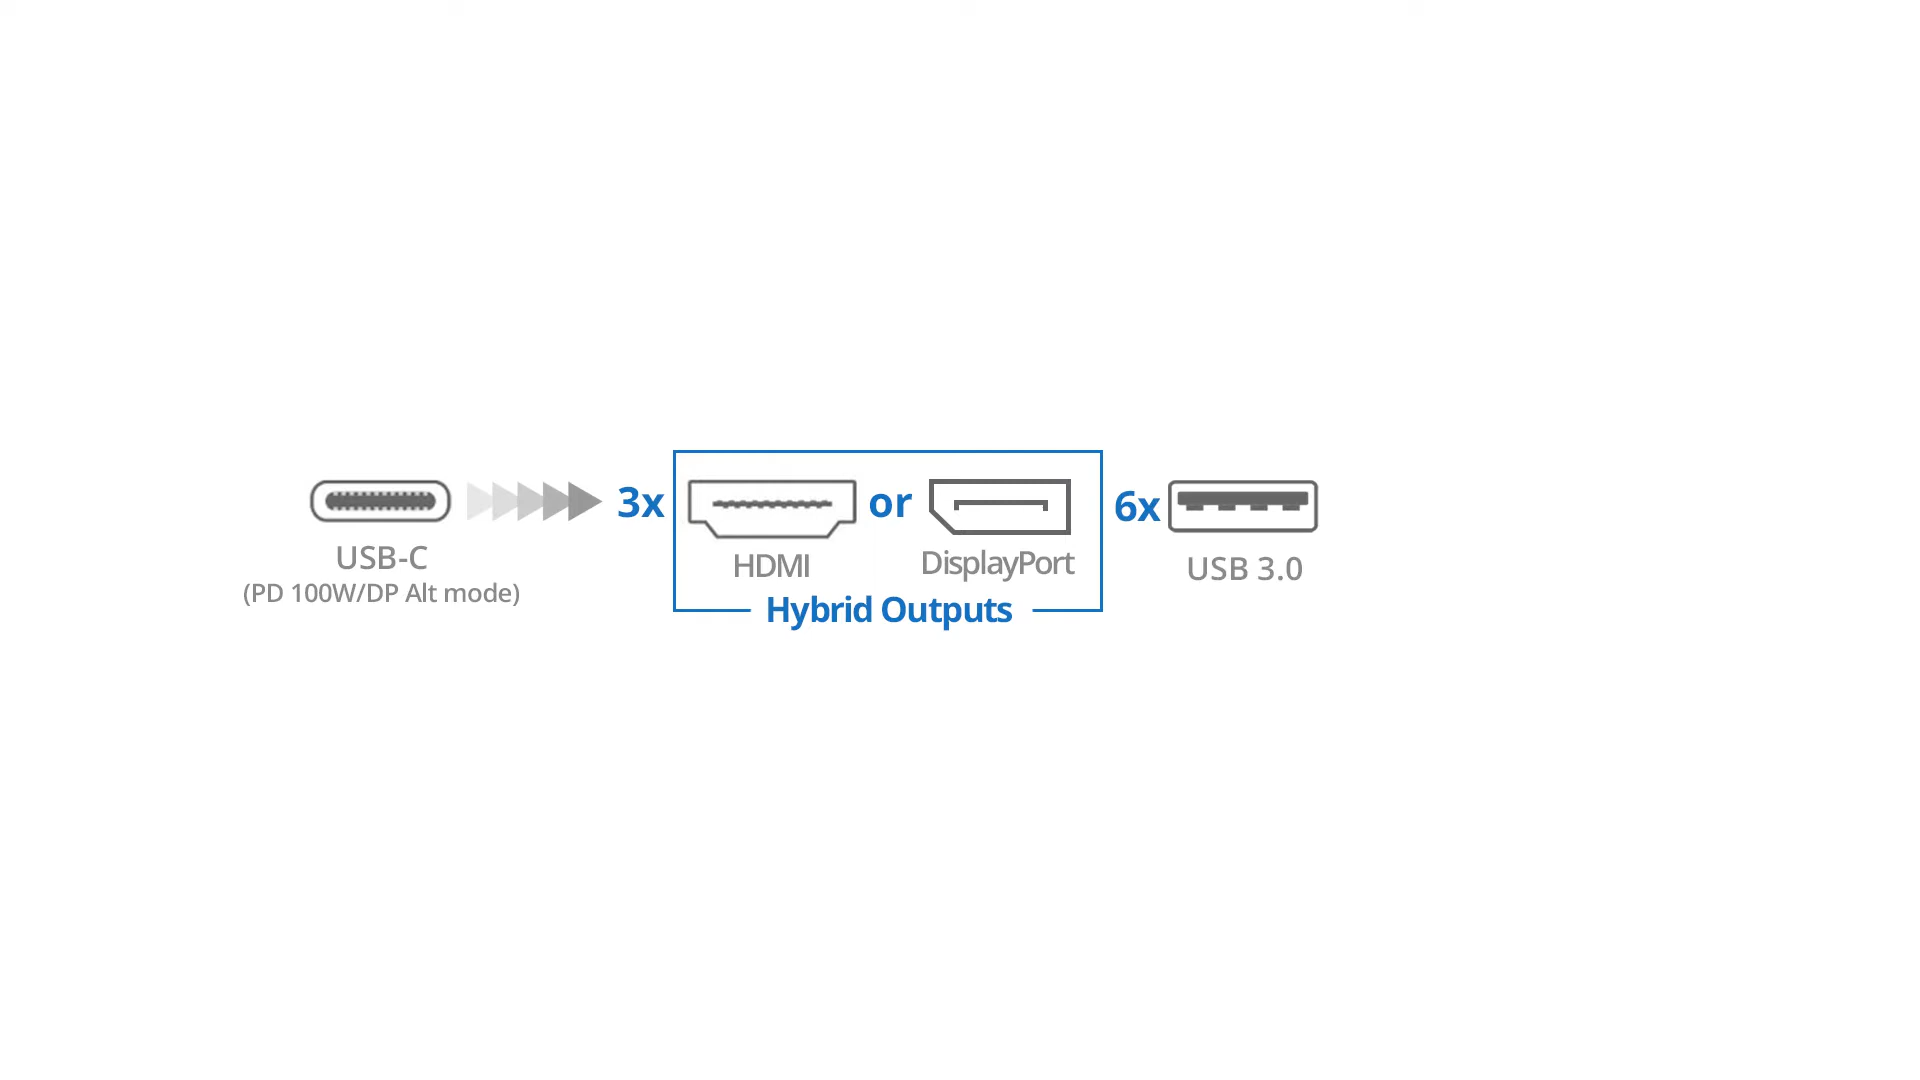 3x
or
6x
USB-C
(PD 100W/DP Alt mode)
HDMI
DisplayPort
Hybrid Outputs
USB 3.0